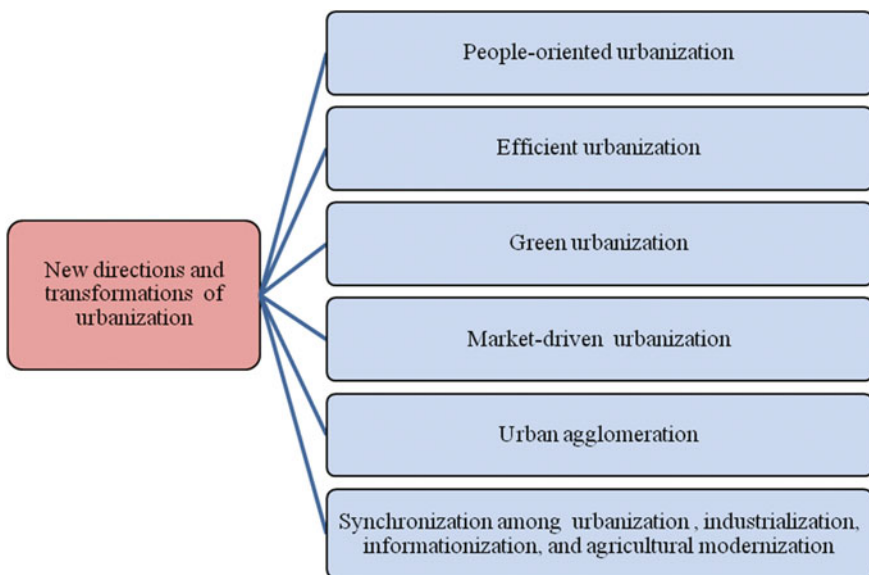 People-oriented urbanization
Efficient urbanization
Green urbanization
New directions and
transformations of
urbanization
Market-driven urbanization
Urban agglomeration
Synchronization among urbanization , industrialization,
informationization, and agricultural modernization